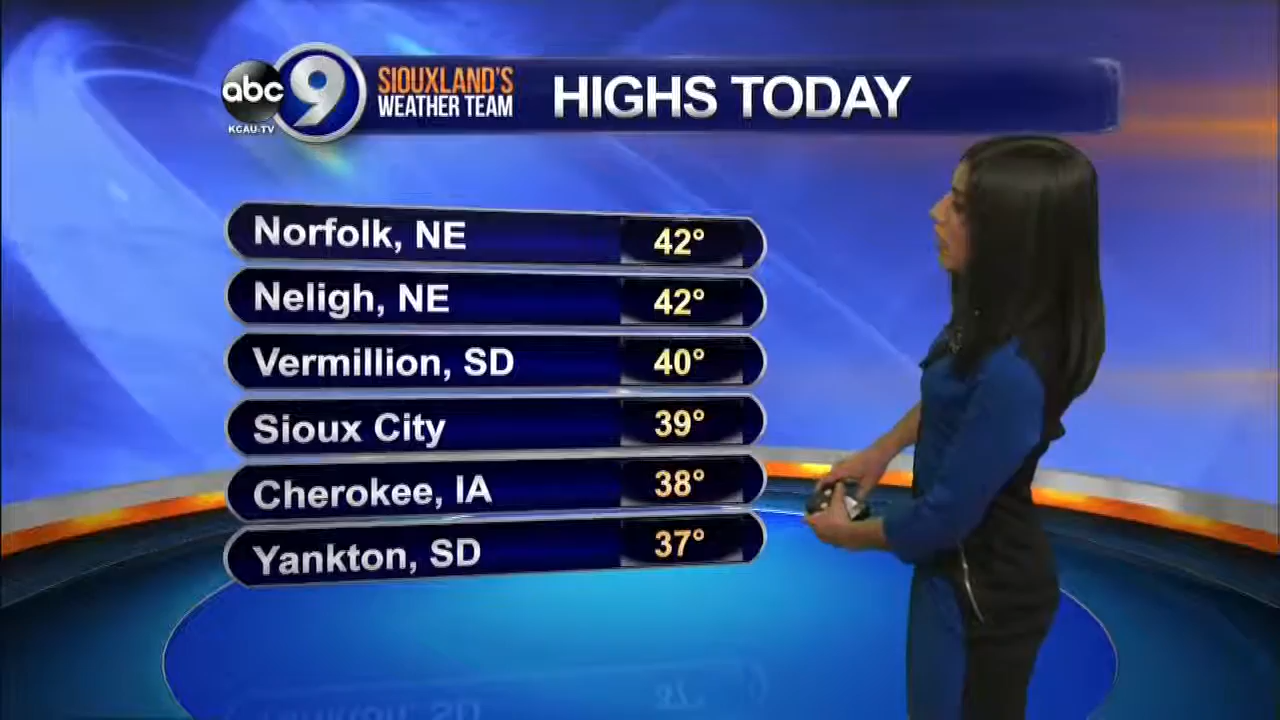 abc 9
KCAU-TV
SIOUXLAND'S
WEATHER TEAM
HIGHS TODAY
Norfolk, NE 42°
Neligh, NE 42°
Vermillion, SD 40°
Sioux City 39°
Cherokee, IA 38°
Yankton, SD 37°